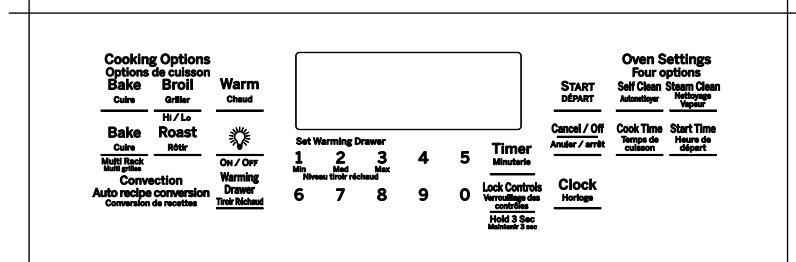 Cooking Options
Options de cuisson
Bake
Cuire
Broil
Griller
Hi / Lo
Warm
Chaud
Bake
Cuire
Multi Rack
Multi grilles
Roast
Rôtir
ON / OFF
Convection
Auto recipe conversion
Conversion de recettes
Warming
Drawer
Tiroir Réchaud
Set Warming Drawer
1 2 3 4 5
Min Med Max
Niveau tiroir réchaud
6 7 8 9 0
Timer
Minuterie
Lock Controls
Verrouillage des
contrôles
Hold 3 Sec
Maintenir 3 sec
START
DÉPART
Cancel / Off
Anuler / arrêt
Clock
Horloge
Oven Settings
Four options
Self Clean
Autonettoyer
Steam Clean
Nettoyage
Vapeur
Cook Time
Temps de
cuisson
Start Time
Heure de
départ